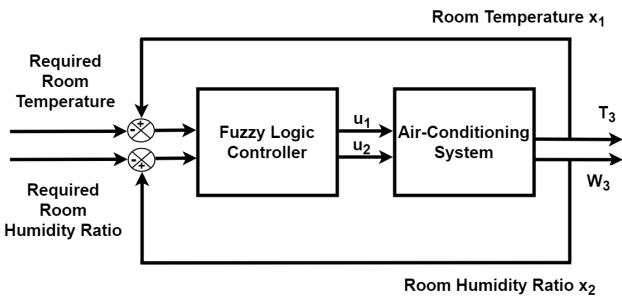 Room Temperature x1
Required
Room
Temperature
+
-
Fuzzy Logic
Controller
u1
u2
Air-Conditioning
System
T3
W3
-
+
Required
Room
Humidity Ratio
Room Humidity Ratio x2